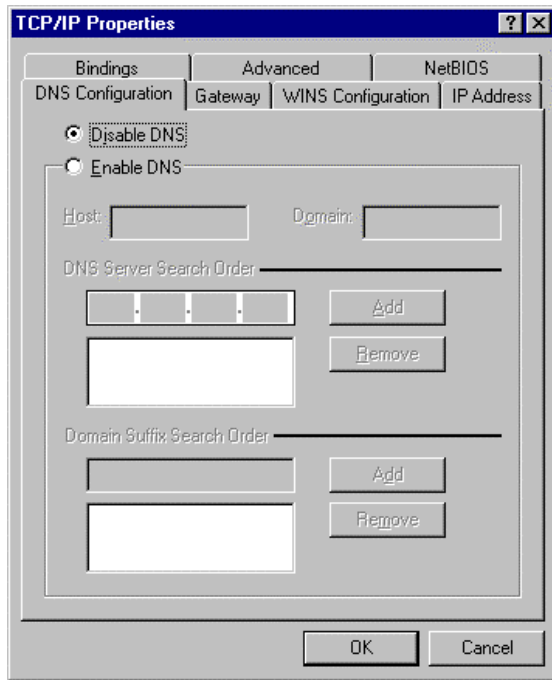 TCP/IP Properties
Bindings Advanced NetBIOS
DNS Configuration Gateway WINS Configuration IP Address
Disable DNS
Enable DNS
Host: Domain:
DNS Server Search Order
Add
Remove
Domain Suffix Search Order
Add
Remove
OK Cancel